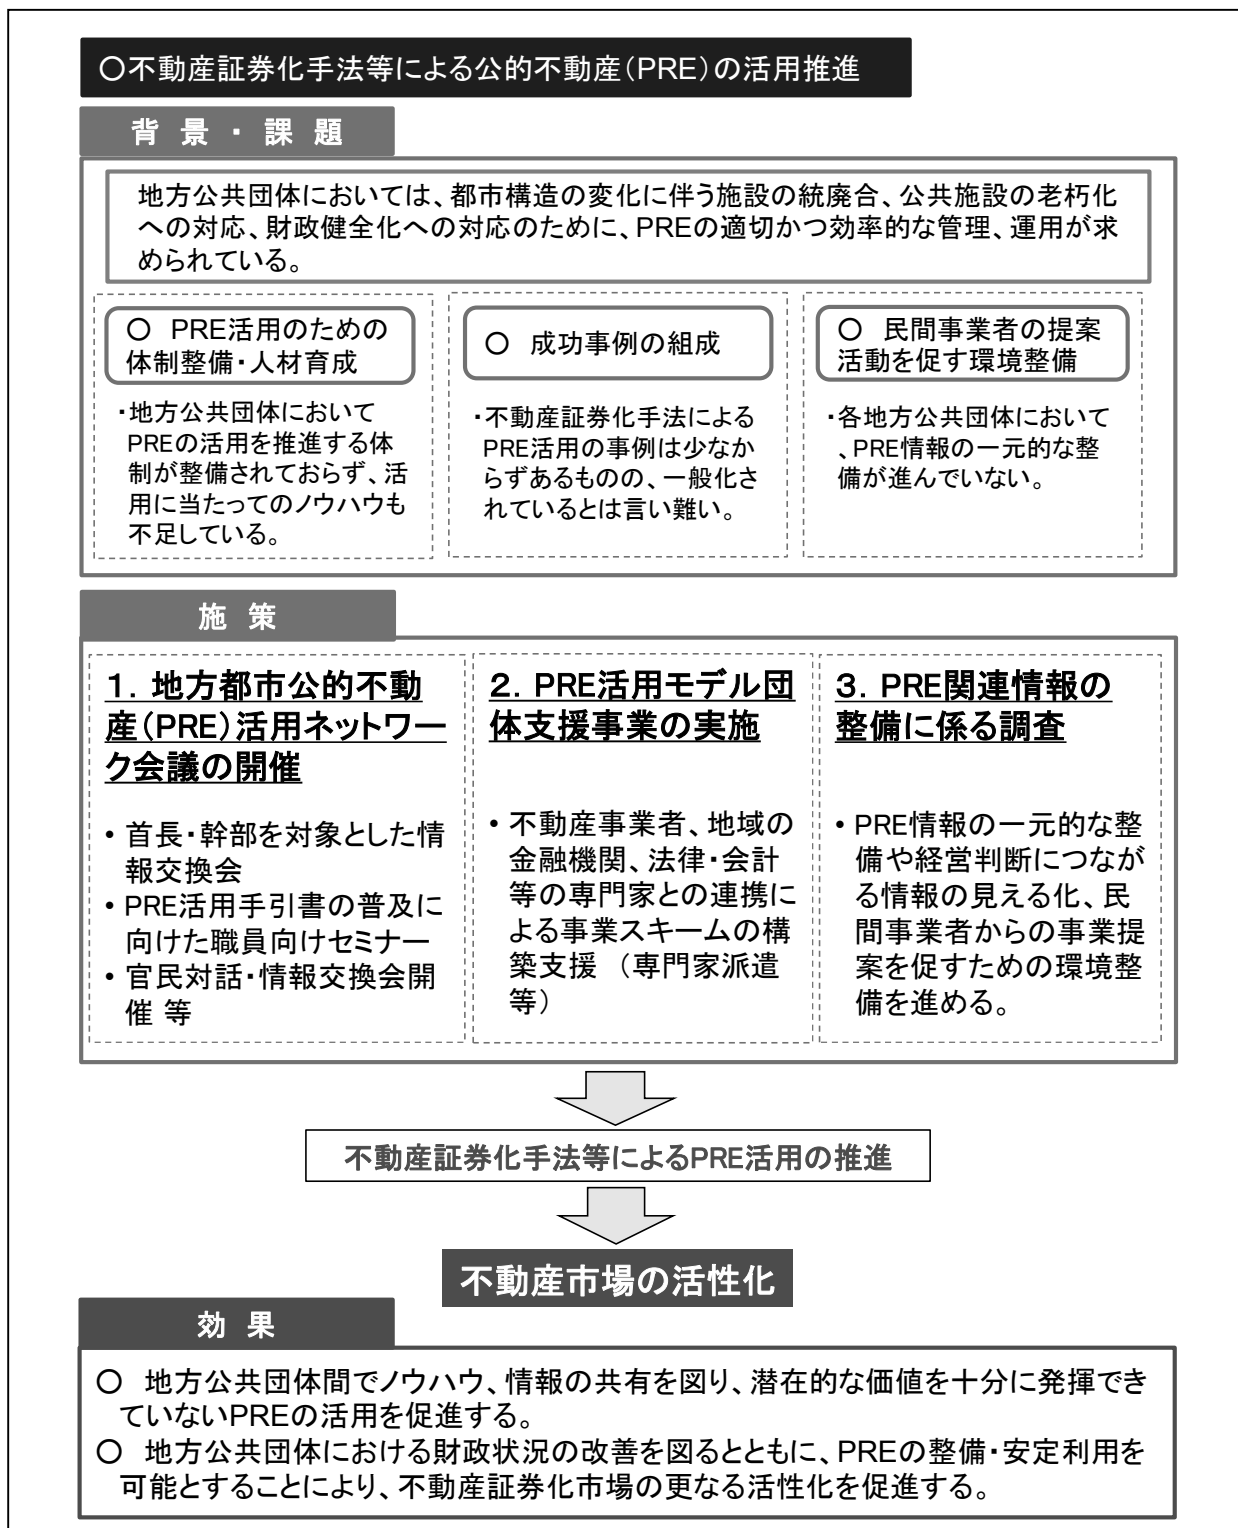 〇不動産証券化手法等による公的不動産(PRE)の活用推進
背 景 ・ 課 題
地方公共団体においては、都市構造の変化に伴う施設の統廃合、公共施設の老朽化
への対応、財政健全化への対応のために、PREの適切かつ効率的な管理、運用が求
められている。
〇 PRE活用のための
体制整備・人材育成
・地方公共団体において
PREの活用を推進する体
制が整備されておらず、活
用に当たってのノウハウも
不足している。
〇 成功事例の組成
・不動産証券化手法による
PRE活用の事例は少なか
らずあるものの、一般化さ
れているとは言い難い。
〇 民間事業者の提案
活動を促す環境整備
・各地方公共団体において
、PRE情報の一元的な整
備が進んでいない。
施 策
１．地方都市公的不動
産(PRE)活用ネットワー
ク会議の開催
• 首長・幹部を対象とした情
報交換会
• PRE活用手引書の普及に
向けた職員向けセミナー
• 官民対話・情報交換会開
催 等
２．PRE活用モデル団
体支援事業の実施
• 不動産事業者、地域の
金融機関、法律・会計
等の専門家との連携に
よる事業スキームの構
築支援 （専門家派遣
等）
３．PRE関連情報の
整備に係る調査
• PRE情報の一元的な整
備や経営判断につなが
る情報の見える化、民
間事業者からの事業提
案を促すための環境整
備を進める。
不動産証券化手法等によるPRE活用の推進
不動産市場の活性化
効 果
〇 地方公共団体間でノウハウ、情報の共有を図り、潜在的な価値を十分に発揮でき
ていないPREの活用を促進する。
〇 地方公共団体における財政状況の改善を図るとともに、PREの整備・安定利用を
可能とすることにより、不動産証券化市場の更なる活性化を促進する。